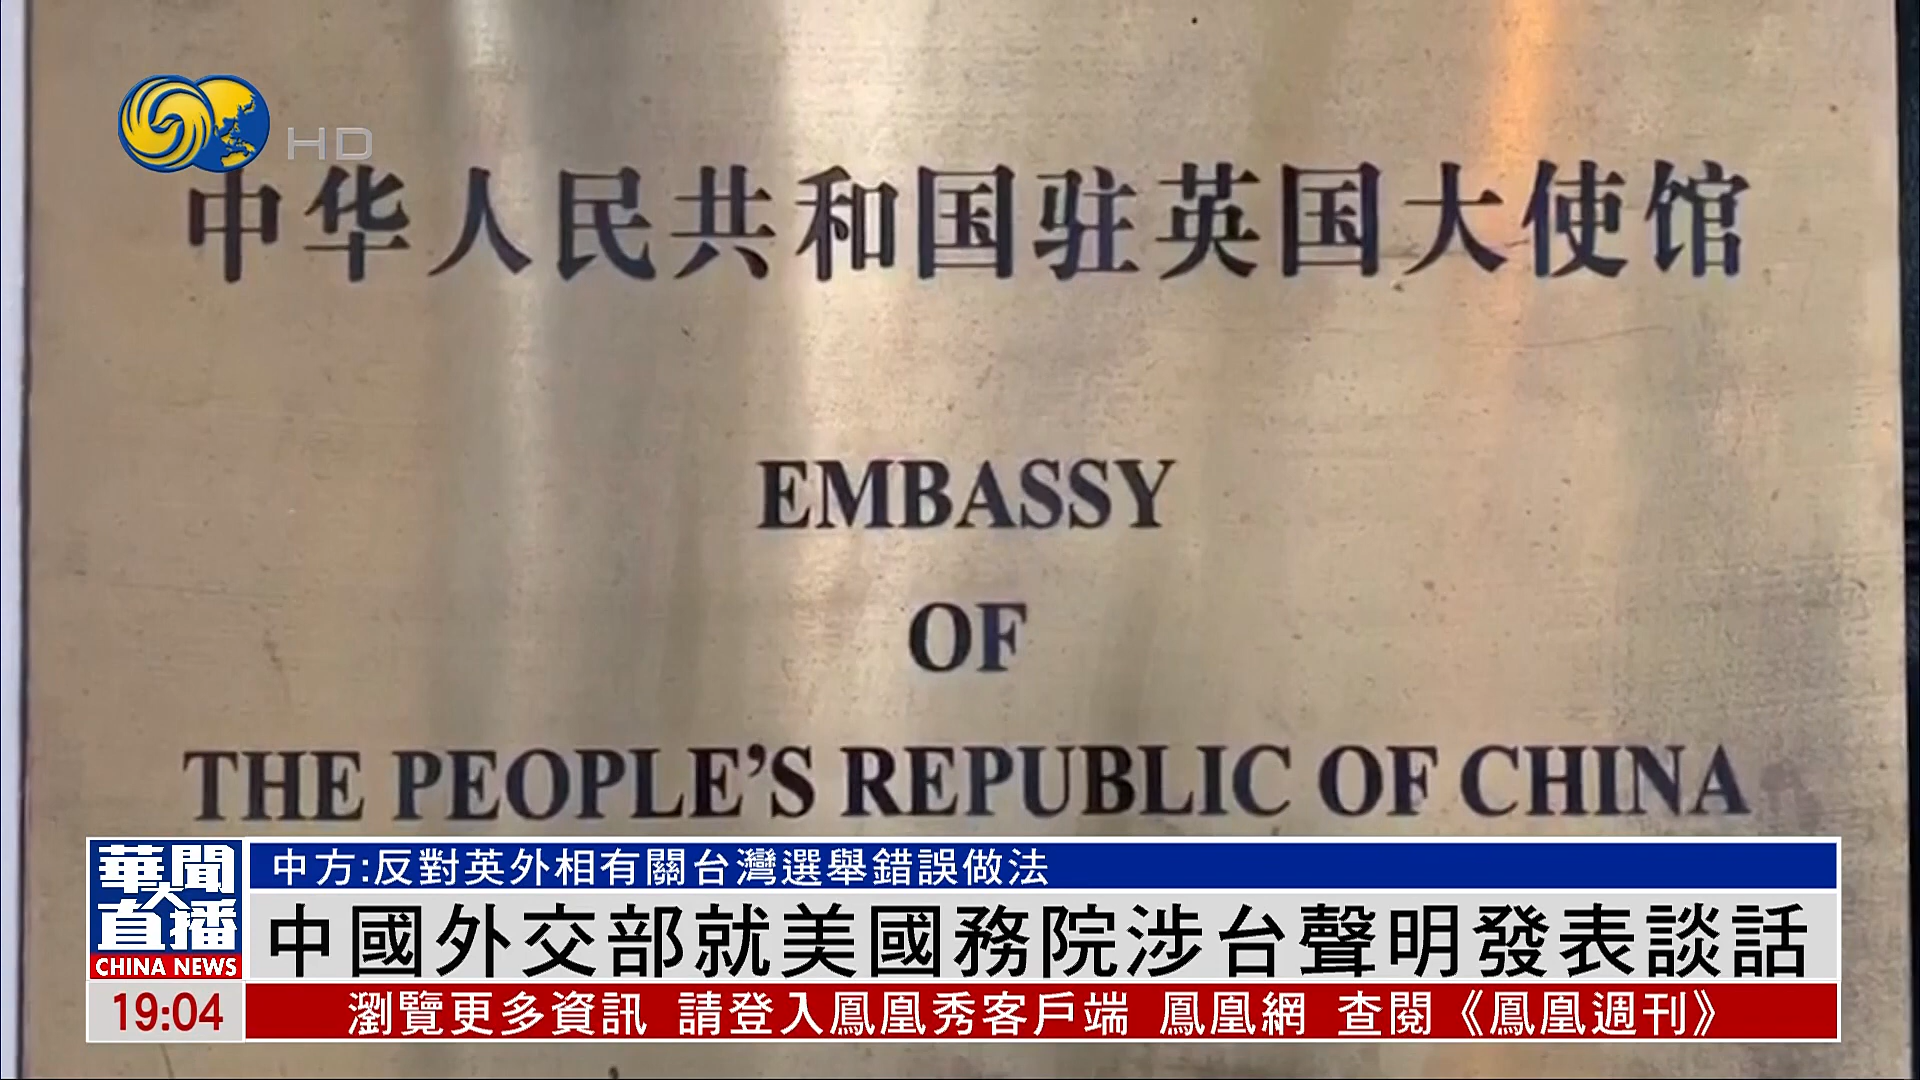 HD
中华人民共和国驻英国大使馆
EMBASSY
OF
THE PEOPLE'S REPUBLIC OF CHINA
華聞大直播
CHINA NEWS
中方:反對英外相有關台灣選舉錯誤做法
中國外交部就美國務院涉台聲明發表談話
19:04
瀏覽更多資訊 請登入鳳凰秀客戶端 鳳凰網 查閱《鳳凰週刊》